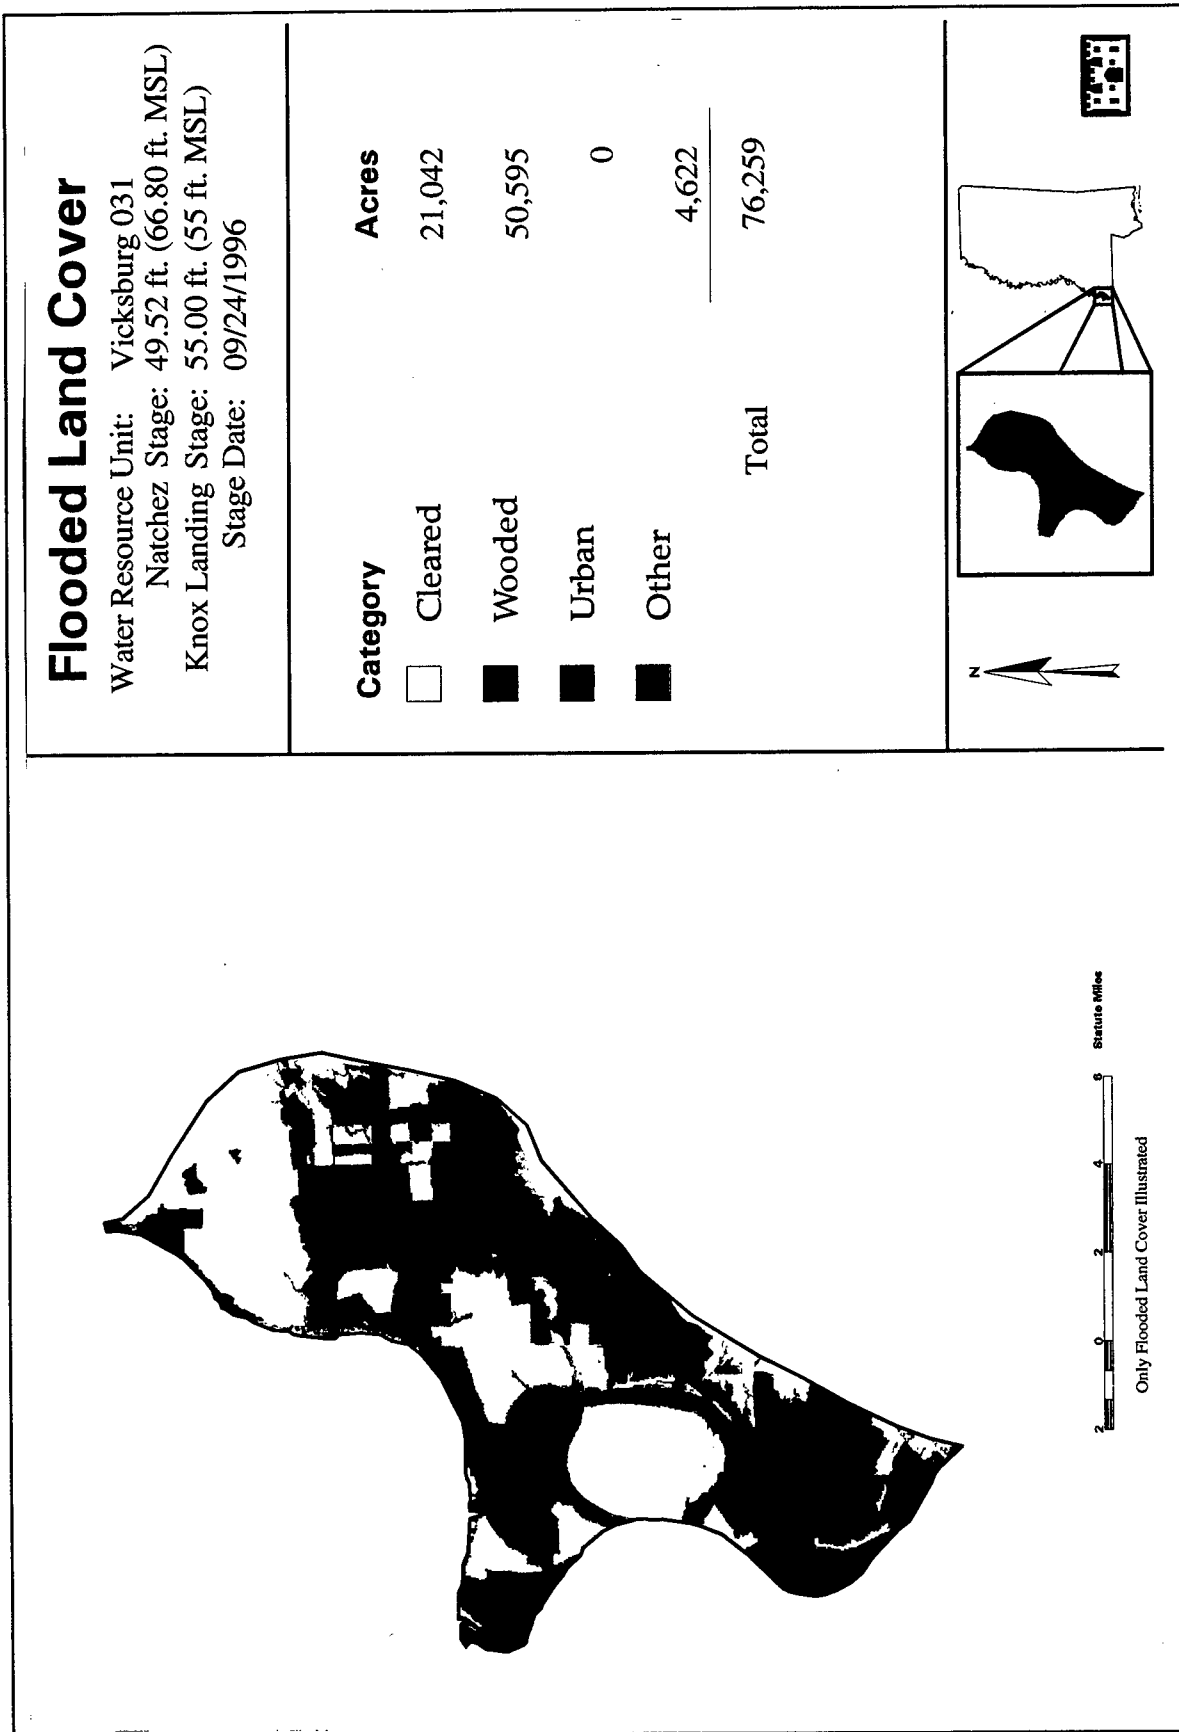 Flooded Land Cover
Water Resource Unit: Vicksburg 031
Natchez Stage: 49.52 ft. (66.80 ft. MSL)
Knox Landing Stage: 55.00 ft. (55 ft. MSL)
Stage Date: 09/24/1996
Category Acres
Cleared 21,042
Wooded 50,595
Urban 0
Other 4,622
Total 76,259
N
2 0 2 4 6 Statute Miles
Only Flooded Land Cover Illustrated